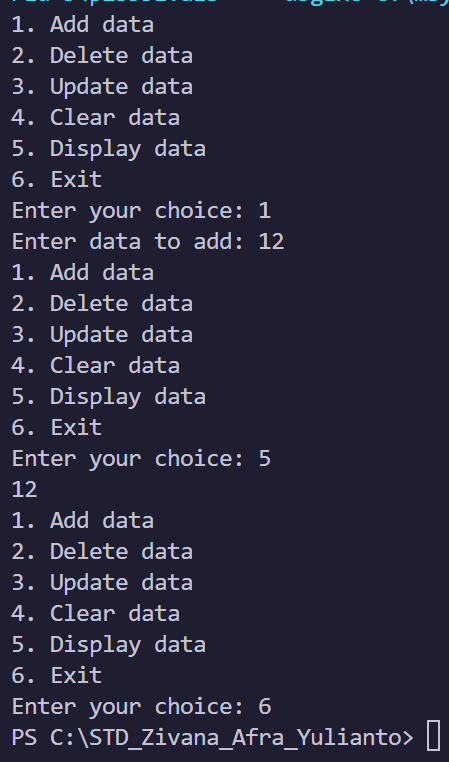 1. Add data
2. Delete data
3. Update data
4. Clear data
5. Display data
6. Exit
Enter your choice: 1
Enter data to add: 12
1. Add data
2. Delete data
3. Update data
4. Clear data
5. Display data
6. Exit
Enter your choice: 5
12
1. Add data
2. Delete data
3. Update data
4. Clear data
5. Display data
6. Exit
Enter your choice: 6
PS C:\STD_Zivana_Afra_Yulianto>